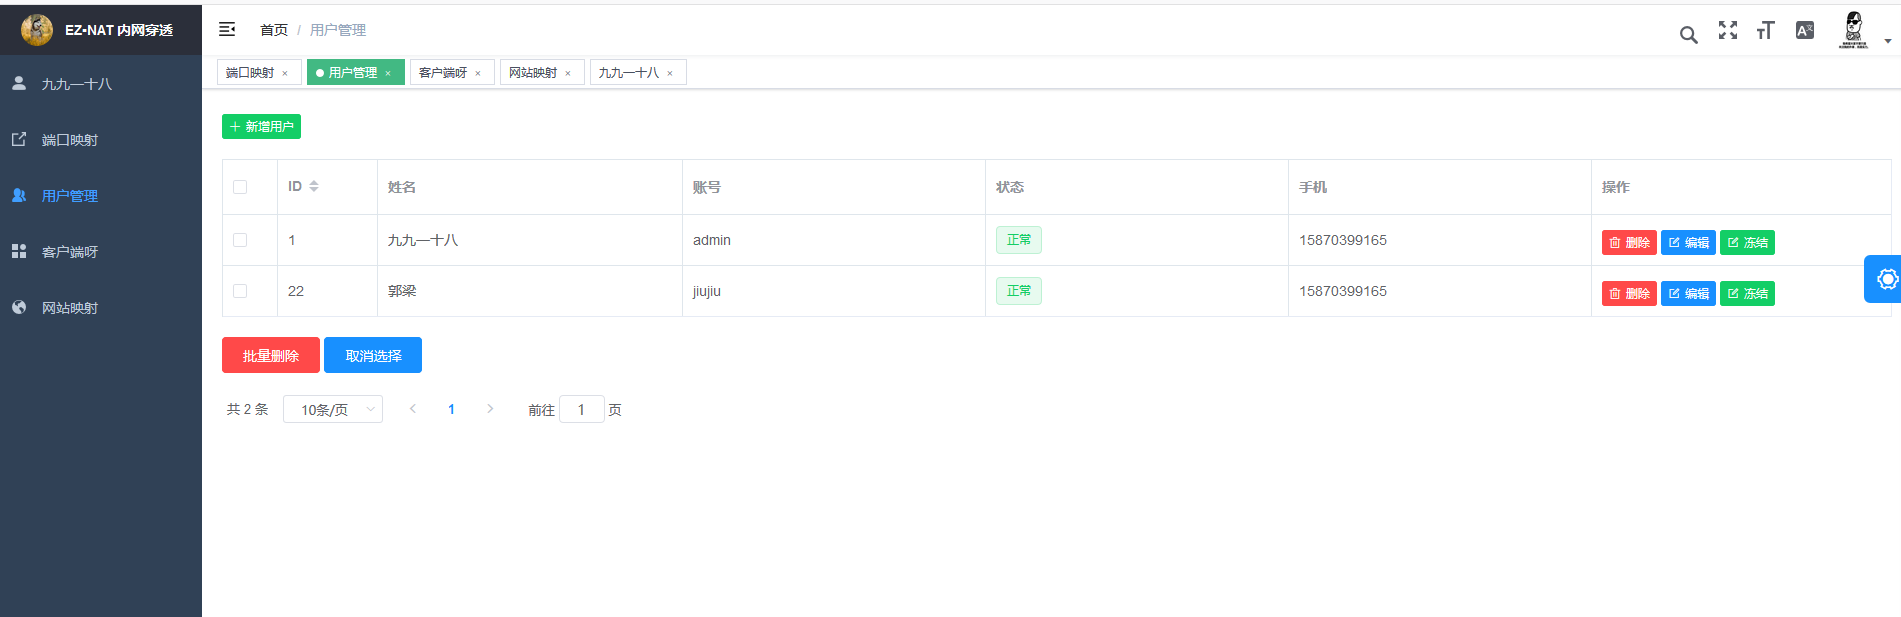 EZ•NAT 内网穿透
九九一十八
端口映射
用户管理
客户端呀
网站映射
首页 / 用户管理
端口映射 × 用户管理 × 客户端呀 × 网站映射 × 九九一十八 ×
+ 新增用户
ID 姓名 账号 状态 手机 操作
1 九九一十八 admin 正常 15870399165 删除 编辑 冻结
22 郭梁 jiujiu 正常 15870399165 删除 编辑 冻结
批量删除 取消选择
共 2 条 10条/页 < 1 > 前往 1 页